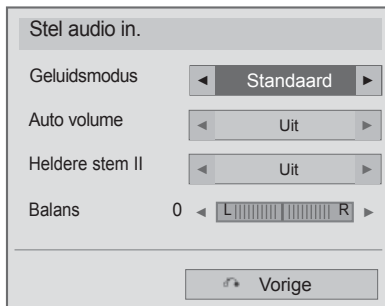 Stel audio in.
Geluidsmodus ◄ Standaard ►
Auto volume ◄ Uit ►
Heldere stem II ◄ Uit ►
Balans 0 ◄ L R ►
Vorige